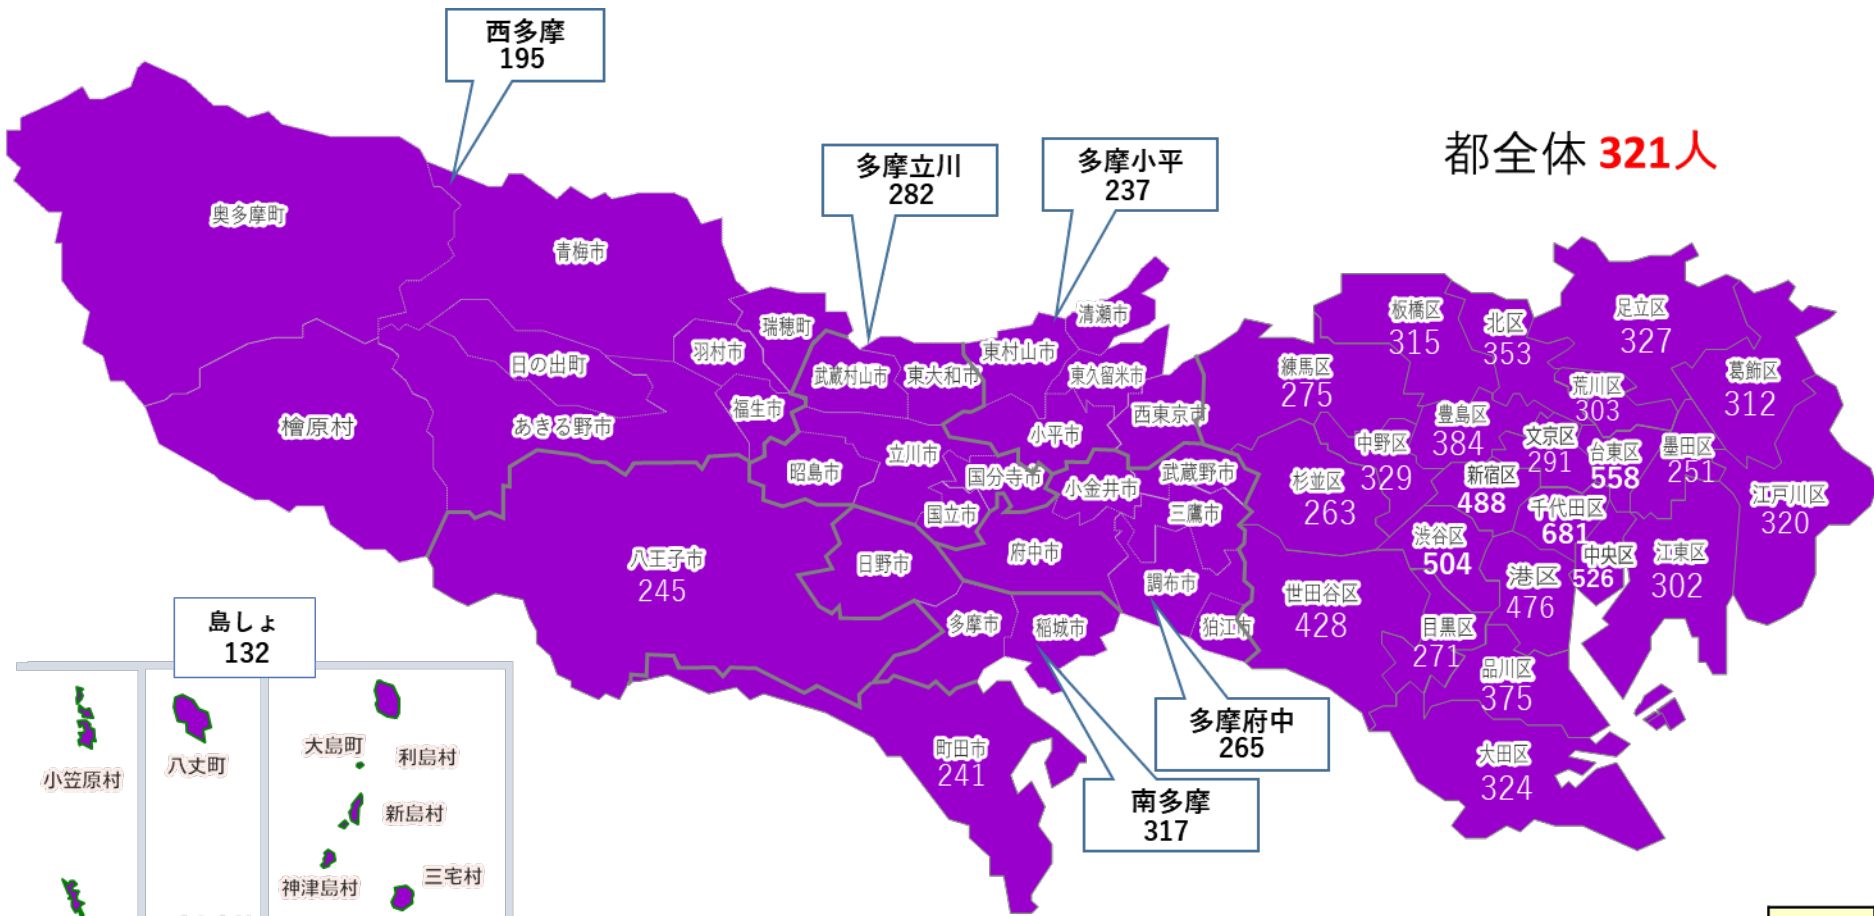 西多摩
195
多摩立川
282
多摩小平
237
都全体 321人
奥多摩町
青梅市
瑞穂町
羽村市
日の出町
福生市
あきる野市
檜原村
武蔵村山市
東大和市
東村山市
清瀬市
東久留米市
西東京市
小平市
立川市
昭島市
国分寺市
小金井市
武蔵野市
国立市
三鷹市
府中市
八王子市
245
日野市
調布市
多摩市
稲城市
狛江市
町田市
241
板橋区
315
北区
353
足立区
327
練馬区
275
荒川区
303
葛飾区
312
豊島区
384
中野区
329
文京区
291
台東区
558
墨田区
251
杉並区
263
新宿区
488
千代田区
681
江戸川区
320
渋谷区
504
中央区
526
江東区
302
世田谷区
428
港区
476
目黒区
271
品川区
375
大田区
324
多摩府中
265
南多摩
317
島しょ
132
小笠原村
八丈町
大島町
利島村
新島村
神津島村
三宅村